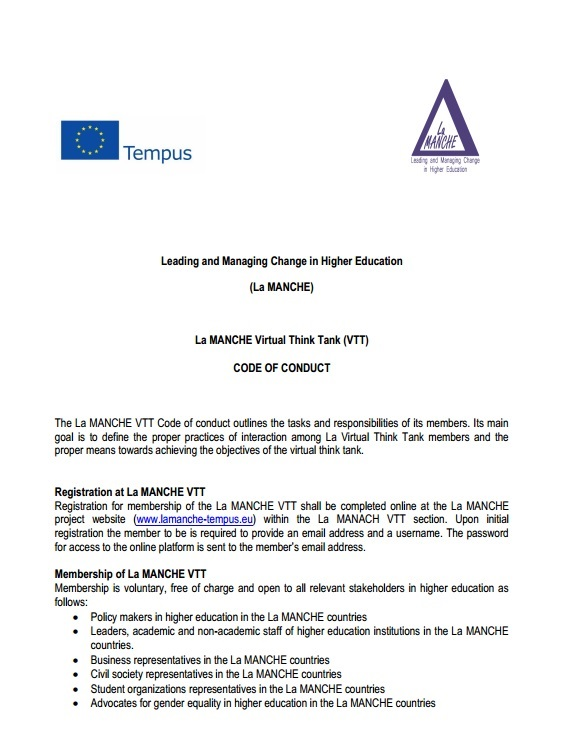 Tempus
La
MANCHE
Leading and Managing Change
in Higher Education
Leading and Managing Change in Higher Education
(La MANCHE)
La MANCHE Virtual Think Tank (VTT)
CODE OF CONDUCT
The La MANCHE VTT Code of conduct outlines the tasks and responsibilities of its members. Its main
goal is to define the proper practices of interaction among La Virtual Think Tank members and the
proper means towards achieving the objectives of the virtual think tank.
Registration at La MANCHE VTT
Registration for membership of the La MANCHE VTT shall be completed online at the La MANCHE
project website (www.lamanche-tempus.eu) within the La MANACH VTT section. Upon initial
registration the member to be is required to provide an email address and a username. The password
for access to the online platform is sent to the member's email address.
Membership of La MANCHE VTT
Membership is voluntary, free of charge and open to all relevant stakeholders in higher education as
follows:
• Policy makers in higher education in the La MANCHE countries
• Leaders, academic and non-academic staff of higher education institutions in the La MANCHE
countries.
• Business representatives in the La MANCHE countries
• Civil society representatives in the La MANCHE countries
• Student organizations representatives in the La MANCHE countries
• Advocates for gender equality in higher education in the La MANCHE countries